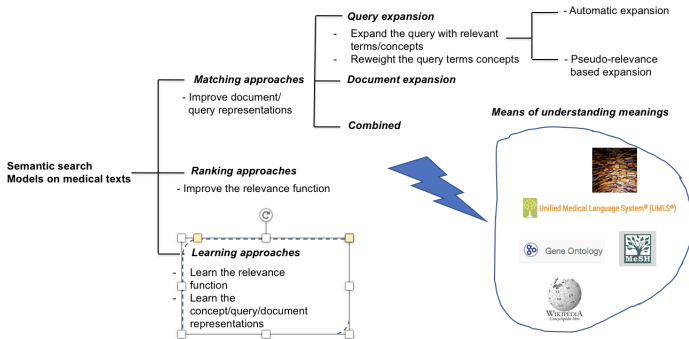 Query expansion
- Expand the query with relevant
terms/concepts
- Reweight the query terms concepts
- Automatic expansion
- Pseudo-relevance
based expansion
Matching approaches
- Improve document/
query representations
Document expansion
Combined
Semantic search
Models on medical texts
Ranking approaches
- Improve the relevance function
Learning approaches
- Learn the relevance
function
- Learn the
concept/query/document
representations
Means of understanding meanings
Unified Medical Language System® (UMLS®)
Gene Ontology
MeSH
WIKIPEDIA
L'encyclopédie libre